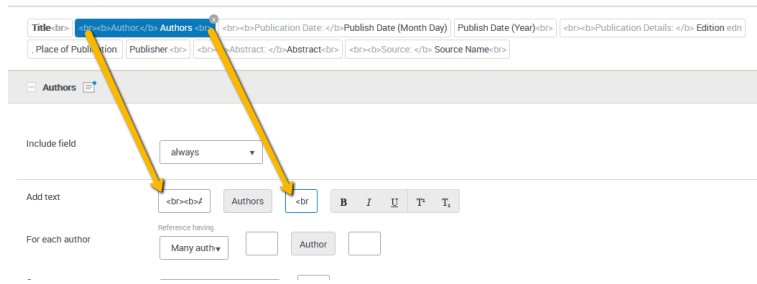 Title<br> <br><b>Author:</b> Authors <br> <br><b>Publication Date: </b>Publish Date (Month Day) Publish Date (Year)<br> <br><b>Publication Details: </b> Edition edn
, Place of Publication: Publisher<br> <br><b>Abstract: </b>Abstract<br> <br><b>Source: </b> Source Name<br>
Authors
Include field always
Add text <br><b>A Authors <br B I U T
Reference having
For each author Many auth Author